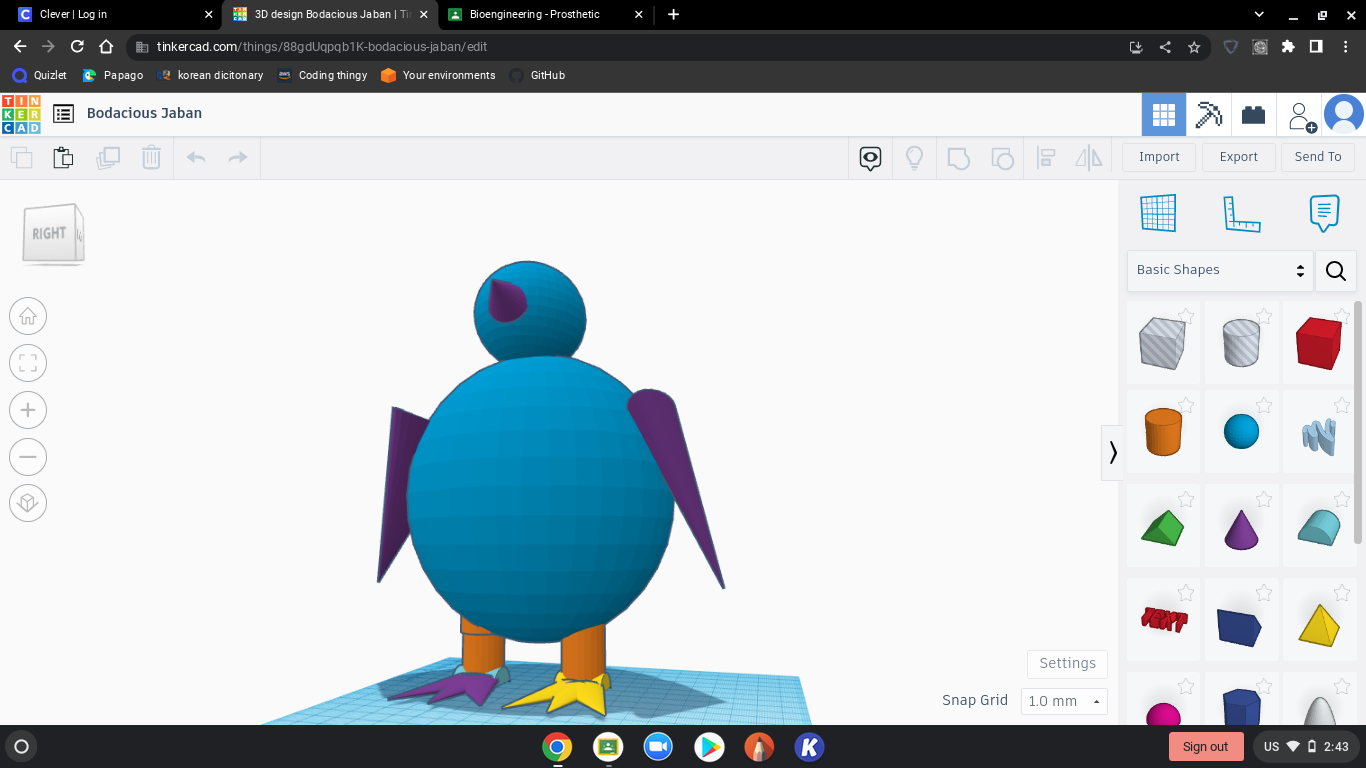 Clever | Log in
3D design Bodacious Jaban | Ti
Bioengineering - Prosthetic
tinkercad.com/things/88gdUqpqb1K-bodacious-jaban/edit
Quizlet
Papago
korean dicitonary
Coding thingy
Your environments
GitHub
TIN
KER
CAD
Bodacious Jaban
Import
Export
Send To
RIGHT
Basic Shapes
TEXT
Settings
Snap Grid
1.0 mm
Sign out
US
2:43